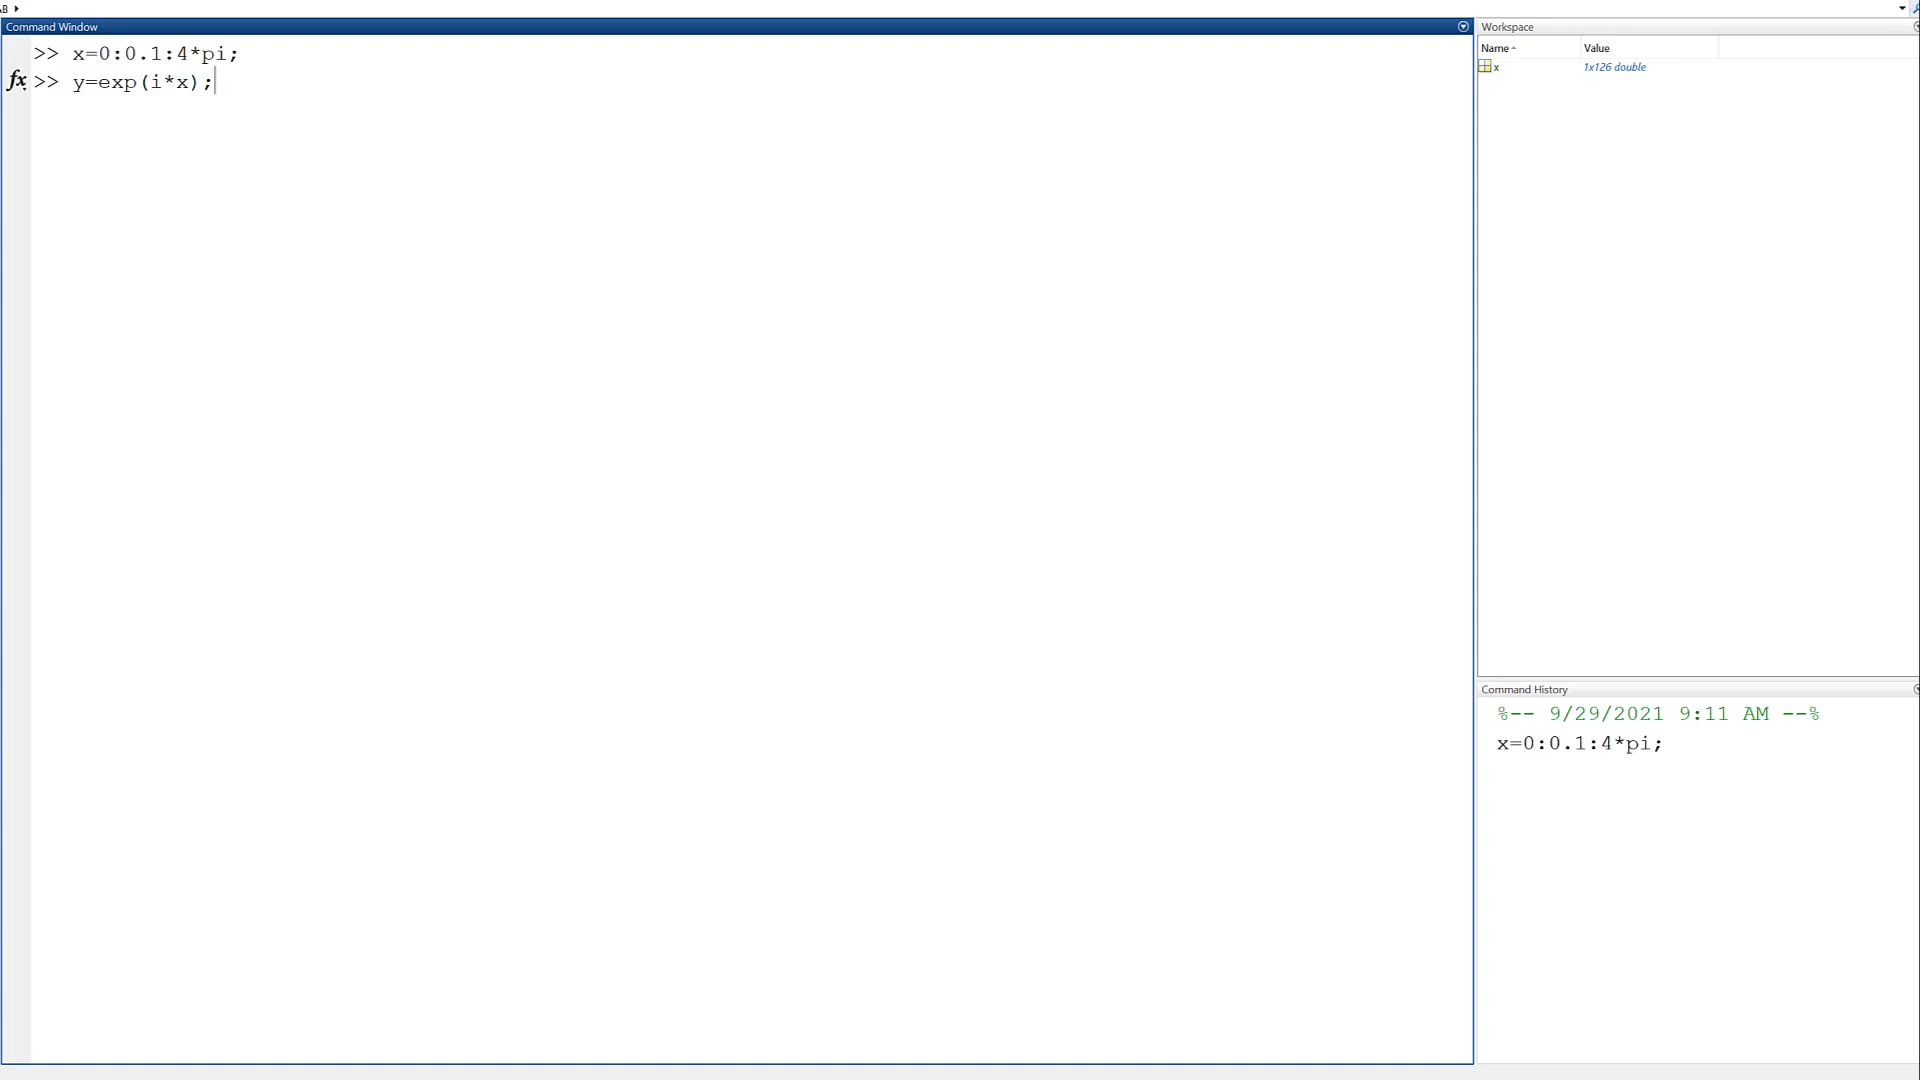 Command Window
>> x=0:0.1:4*pi;
fx >> y=exp(i*x);
Workspace
Name Value
x 1x126 double
Command History
%-- 9/29/2021 9:11 AM --%
x=0:0.1:4*pi;